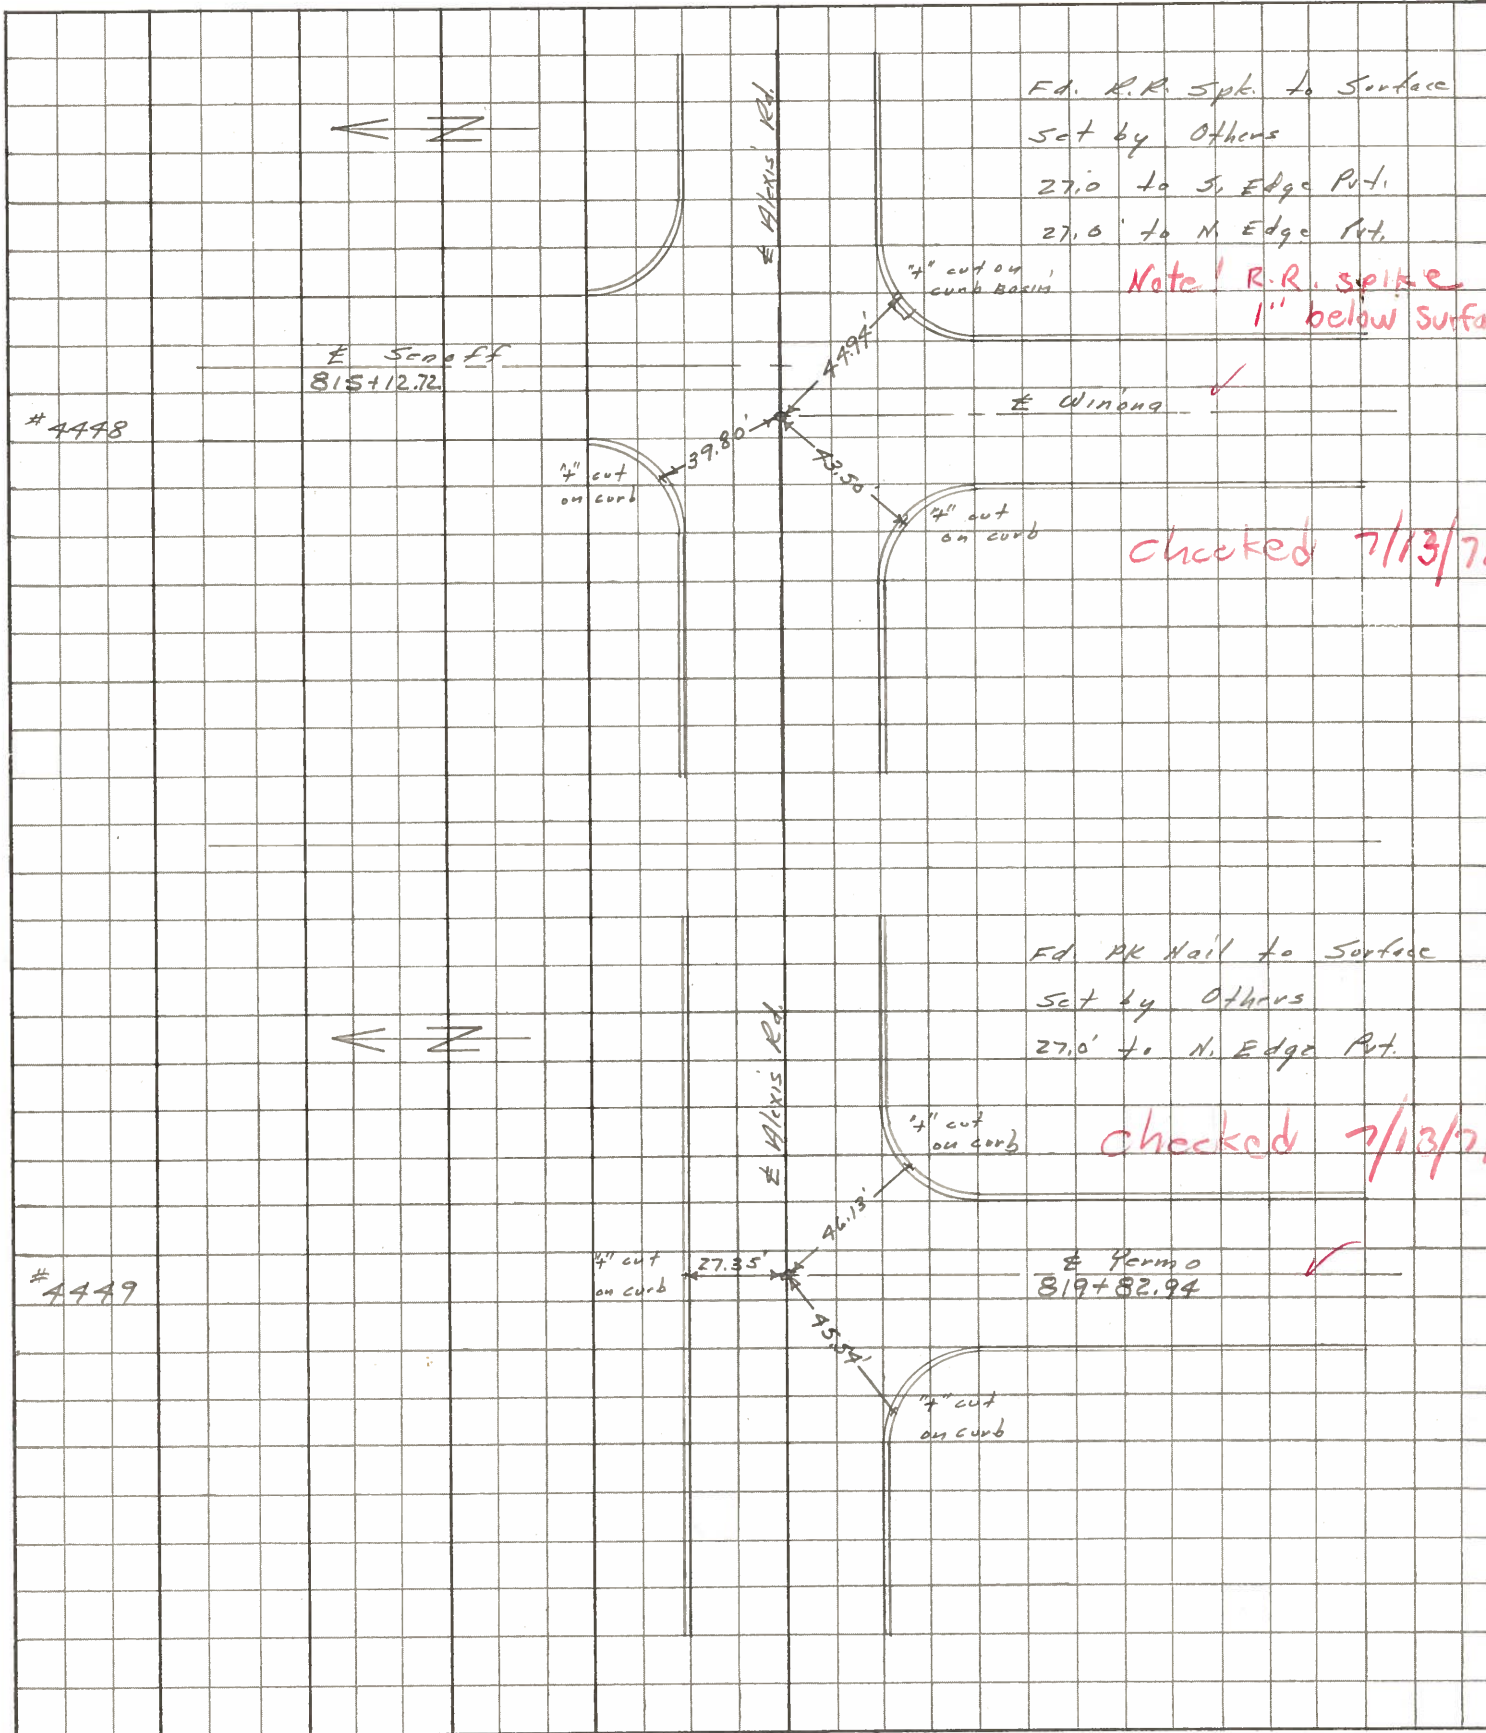 Fd. R.R. Spk. to Surface
Set by Others
27.0 to S. Edge Pvt.
27.0' to N. Edge Pvt.
Note! R.R. spike
1" below Surfa
N
℄ Alexis Rd.
"+" cut on
curb Basin
44.94'
℄ Senoff
815+12.72
℄ Winona
#4448
39.80'
43.50'
"+" cut
on curb
"+" cut
on curb
checked 7/13/7
Fd. PK Nail to Surface
Set by Others
27.0' to N. Edge Pvt.
N
℄ Alexis Rd.
"+" cut
on curb
checked 7/13/7
46.13'
"+" cut
on curb
27.35'
℄ Yermo
819+82.94
#4449
45.54'
"+" cut
on curb